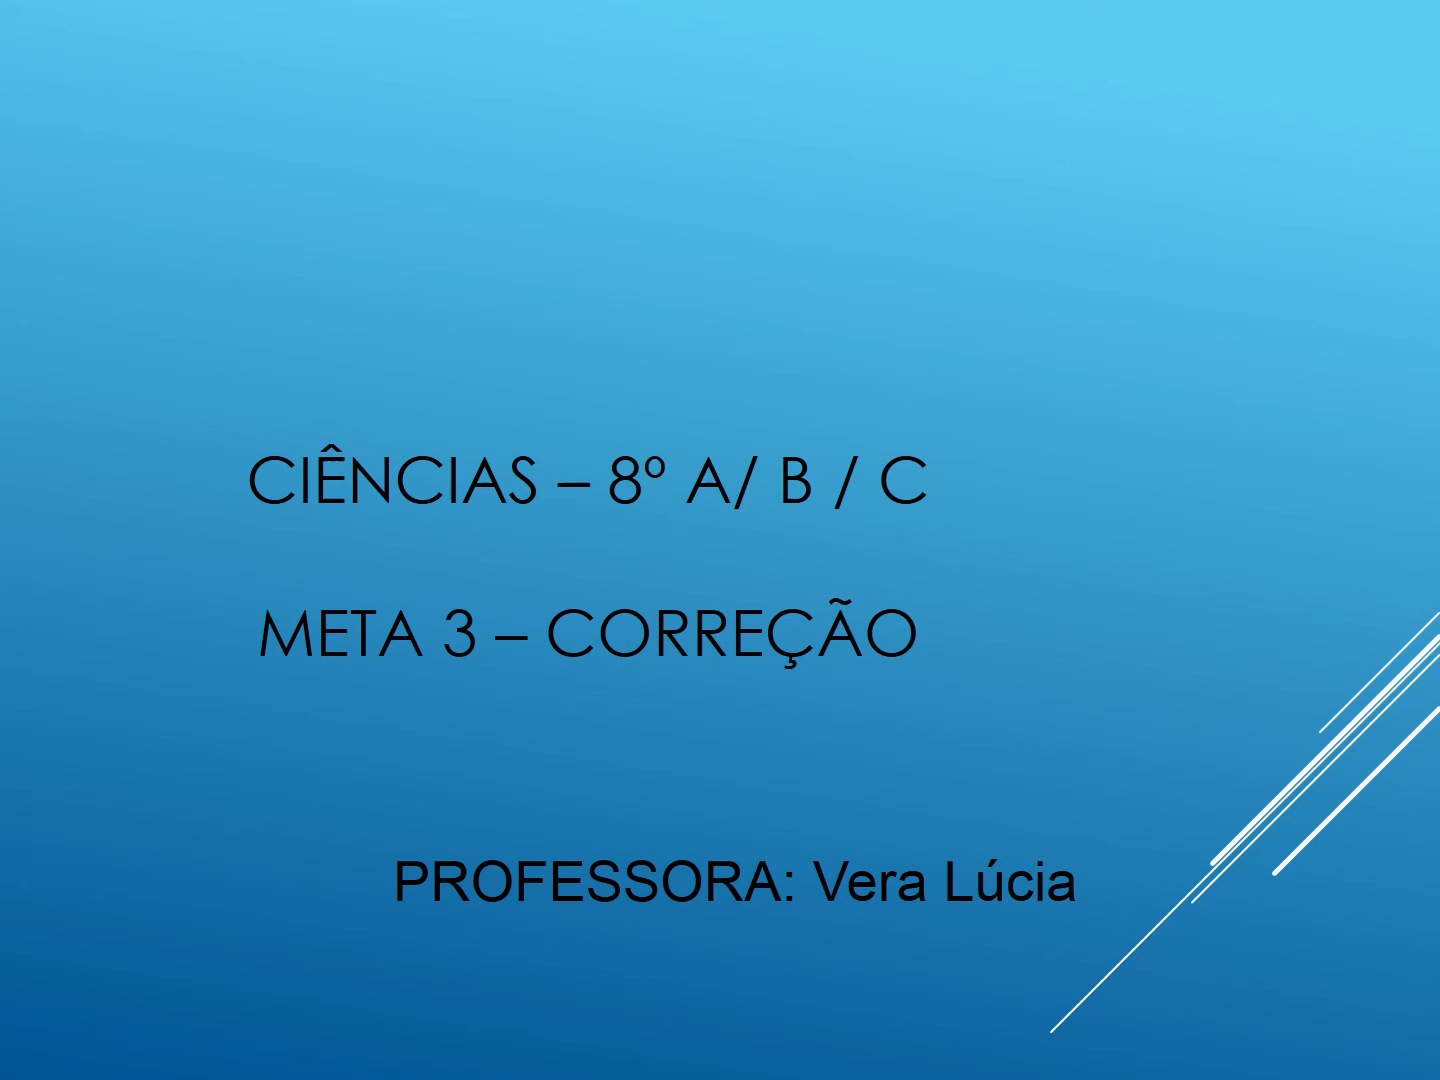 CIÊNCIAS – 8º A/ B / C
META 3 – CORREÇÃO
PROFESSORA: Vera Lúcia